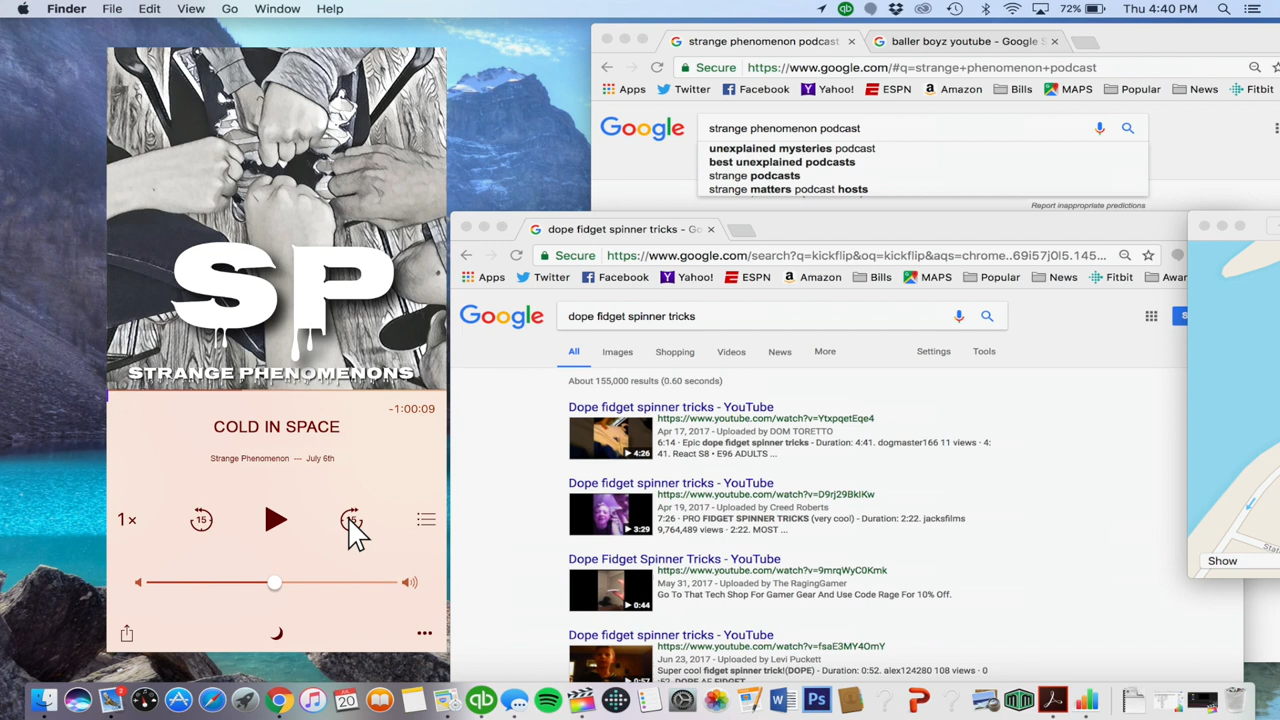 Finder File Edit View Go Window Help
72% Thu 4:40 PM
strange phenomenon podcast
baller boyz youtube - Google S
Secure https://www.google.com/#q=strange+phenomenon+podcast
Apps Twitter Facebook Yahoo! ESPN Amazon Bills MAPS Popular News Fitbit
Google strange phenomenon podcast
unexplained mysteries podcast
best unexplained podcasts
strange podcasts
strange matters podcast hosts
Report inappropriate predictions
SP
STRANGE PHENOMENONS
-1:00:09
COLD IN SPACE
Strange Phenomenon --- July 6th
1× 15 15
dope fidget spinner tricks - Go
Secure https://www.google.com/search?q=kickflip&oq=kickflip&aqs=chrome..69i57j0l5.145...
Apps Twitter Facebook Yahoo! ESPN Amazon Bills MAPS Popular News Fitbit Awar
Google dope fidget spinner tricks
All Images Shopping Videos News More Settings Tools
About 155,000 results (0.60 seconds)
Dope fidget spinner tricks - YouTube
https://www.youtube.com/watch?v=YtxpqetEqe4
Apr 17, 2017 - Uploaded by DOM TORETTO
6:14 · Epic dope fidget spinner tricks - Duration: 4:41. dogmaster166 11 views · 4:
41. React S8 • E96 ADULTS ...
4:26
Dope fidget spinner tricks - YouTube
https://www.youtube.com/watch?v=D9rj29BklKw
Apr 19, 2017 - Uploaded by Creed Roberts
7:26 · PRO FIDGET SPINNER TRICKS (very cool) - Duration: 2:22. jacksfilms
9,764,489 views · 2:22. MOST ...
3:29
Dope Fidget Spinner Tricks - YouTube
https://www.youtube.com/watch?v=9mrqWyC0Kmk
May 31, 2017 - Uploaded by The RagingGamer
Go To That Tech Shop For Gamer Gear And Use Code Rage For 10% Off.
0:44
Dope fidget spinner tricks - YouTube
https://www.youtube.com/watch?v=fsaE3MY4OmY
Jun 23, 2017 - Uploaded by Levi Puckett
Super cool fidget spinner trick!(DOPE) - Duration: 0:52. alex124280 108 views · 0
Show
2
JUL
20
qb
W
Ps